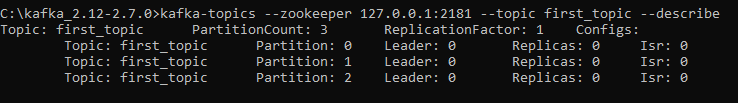 C:\kafka_2.12-2.7.0>kafka-topics --zookeeper 127.0.0.1:2181 --topic first_topic --describe
Topic: first_topic PartitionCount: 3 ReplicationFactor: 1 Configs:
Topic: first_topic Partition: 0 Leader: 0 Replicas: 0 Isr: 0
Topic: first_topic Partition: 1 Leader: 0 Replicas: 0 Isr: 0
Topic: first_topic Partition: 2 Leader: 0 Replicas: 0 Isr: 0